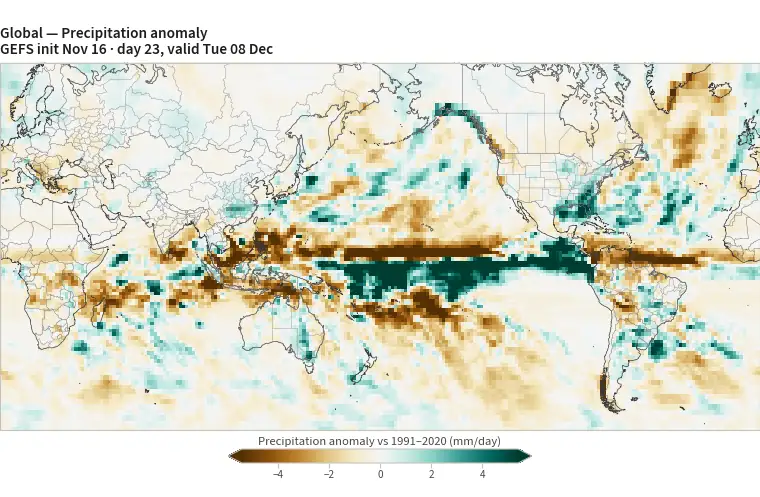 Global — Precipitation anomaly
GEFS init Nov 16 · day 23, valid Tue 08 Dec
Precipitation anomaly vs 1991–2020 (mm/day)
−4 −2 0 2 4